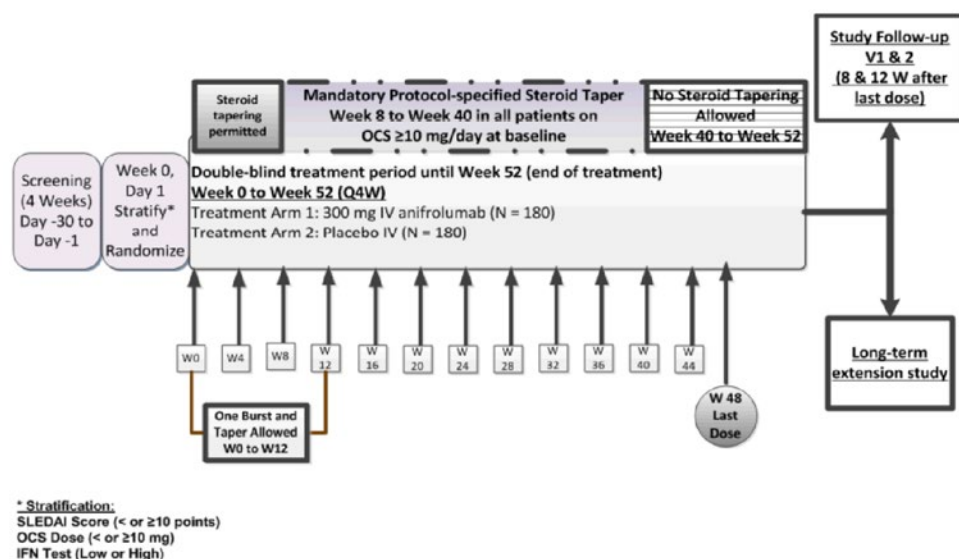 Steroid
tapering
permitted
Mandatory Protocol-specified Steroid Taper
Week 8 to Week 40 in all patients on
OCS ≥10 mg/day at baseline
No Steroid Tapering
Allowed
Week 40 to Week 52
Study Follow-up
V1 & 2
(8 & 12 W after
last dose)
Screening
(4 Weeks)
Day -30 to
Day -1
Week 0,
Day 1
Stratify*
and
Randomize
Double-blind treatment period until Week 52 (end of treatment)
Week 0 to Week 52 (Q4W)
Treatment Arm 1: 300 mg IV anifrolumab (N = 180)
Treatment Arm 2: Placebo IV (N = 180)
W0
W4
W8
W
12
W
16
W
20
W
24
W
28
W
32
W
36
W
40
W
44
W 48
Last
Dose
Long-term
extension study
One Burst and
Taper Allowed
W0 to W12
* Stratification:
SLEDAI Score (< or ≥10 points)
OCS Dose (< or ≥10 mg)
IFN Test (Low or High)